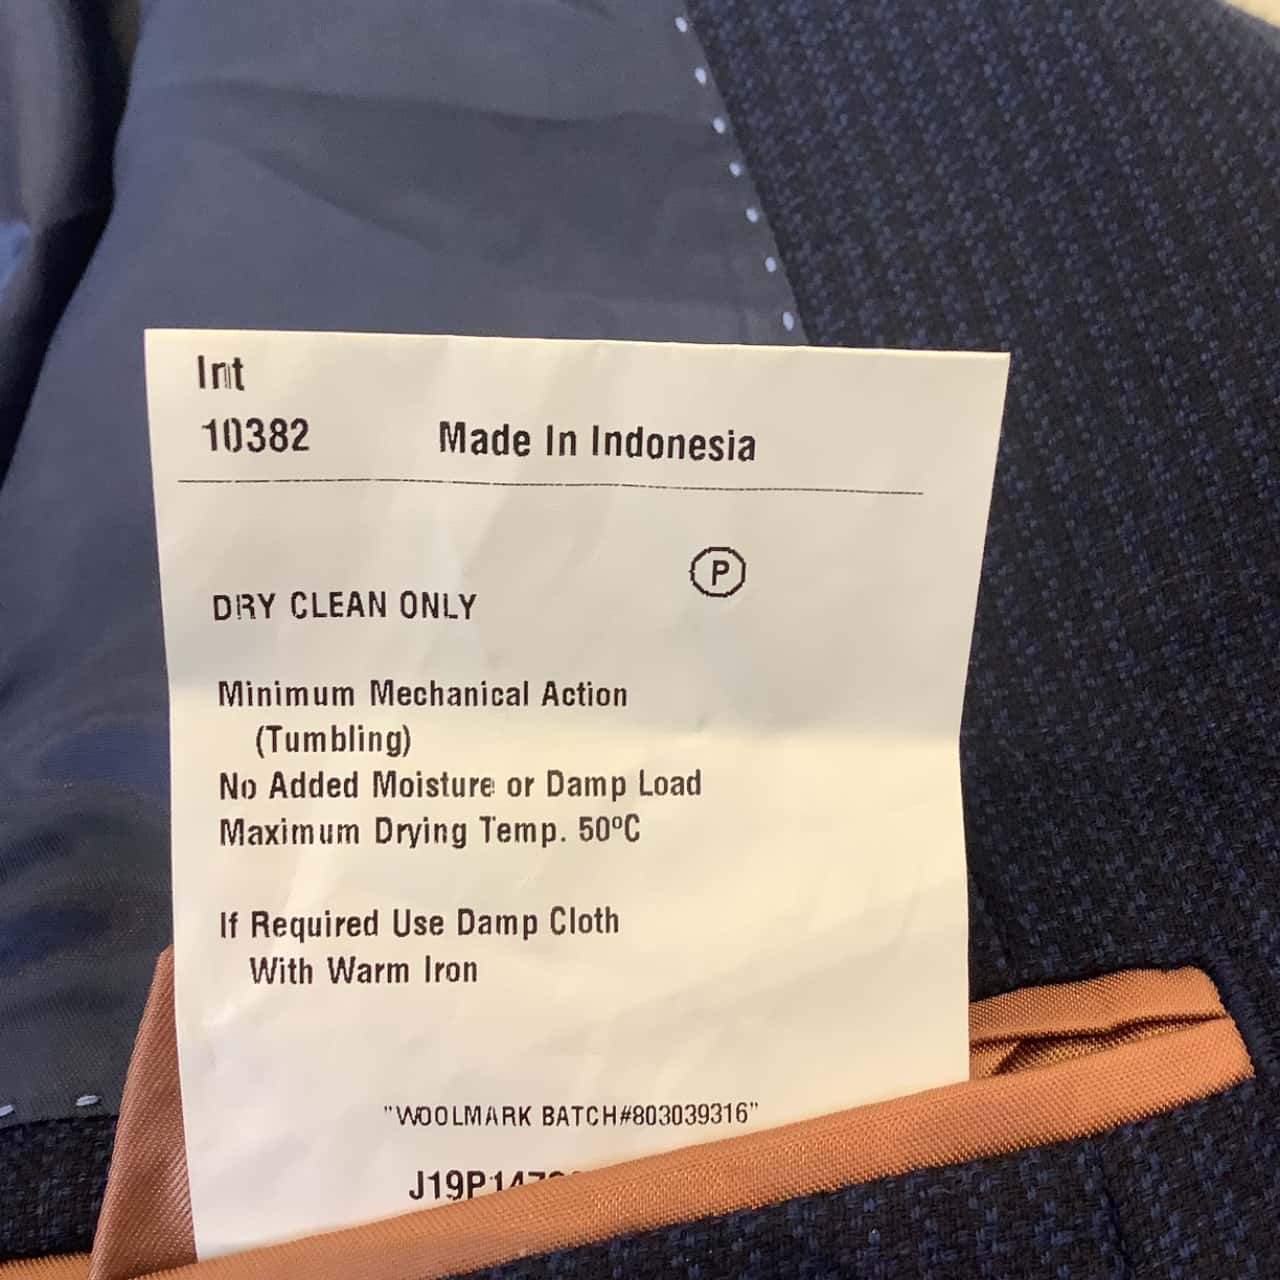 Int
10382 Made In Indonesia
P
DRY CLEAN ONLY
Minimum Mechanical Action
(Tumbling)
No Added Moisture or Damp Load
Maximum Drying Temp. 50ºC
If Required Use Damp Cloth
With Warm Iron
"WOOLMARK BATCH#803039316"